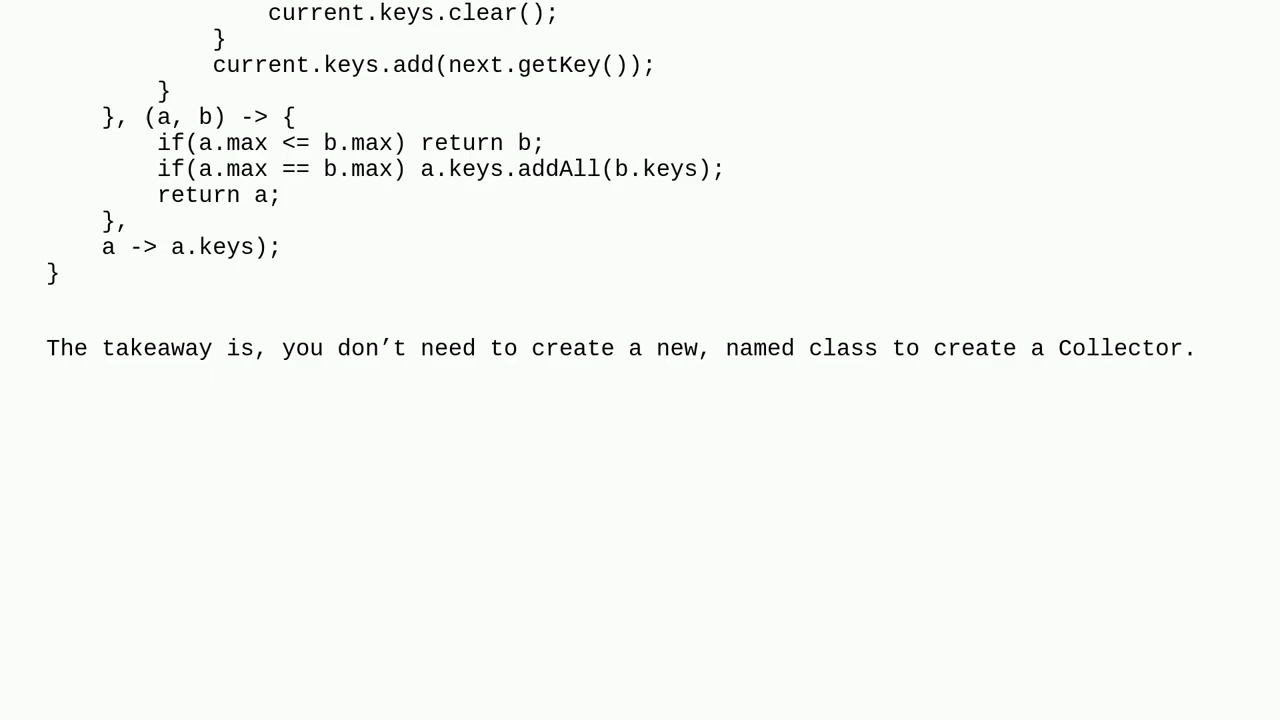 current.keys.clear();
            }
            current.keys.add(next.getKey());
        }
    }, (a, b) -> {
        if(a.max <= b.max) return b;
        if(a.max == b.max) a.keys.addAll(b.keys);
        return a;
    },
    a -> a.keys);
}
The takeaway is, you don’t need to create a new, named class to create a Collector.